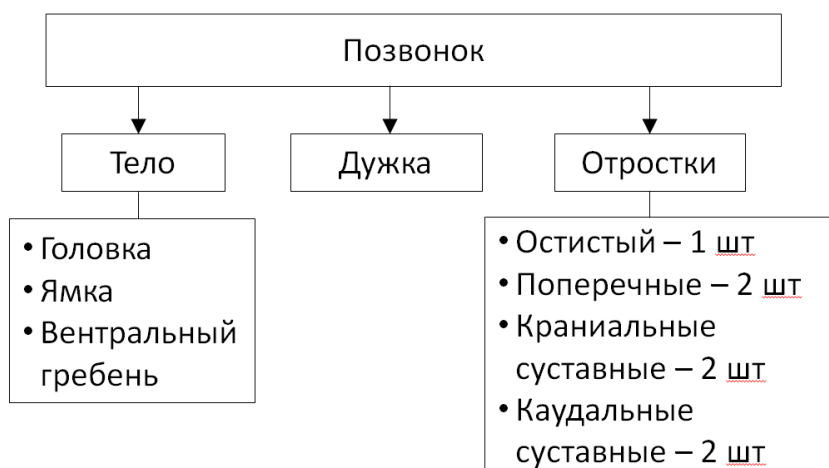 Позвонок
Тело
Дужка
Отростки
• Головка
• Ямка
• Вентральный
гребень
• Остистый – 1 шт
• Поперечные – 2 шт
• Краниальные
суставные – 2 шт
• Каудальные
суставные – 2 шт